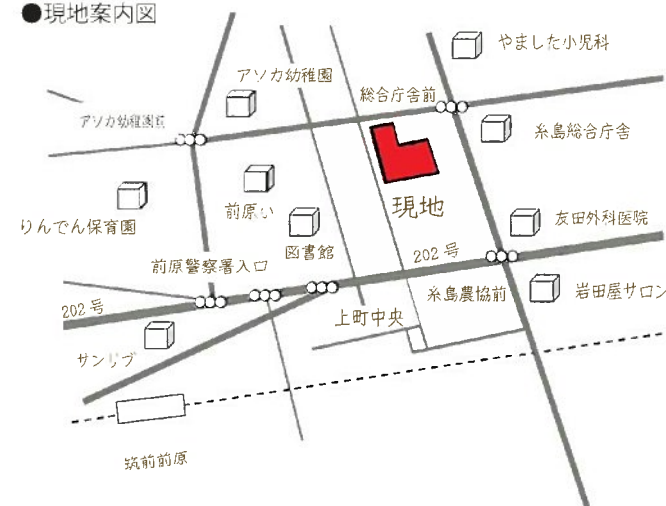 ●現地案内図
やました小児科
アソカ幼稚園
総合庁舎前
アソカ幼稚園前
糸島総合庁舎
現地
前原小
りんでん保育園
図書館
友田外科医院
前原警察署入口
202号
岩田屋サロン
糸島農協前
202号
上町中央
サンリブ
筑前前原